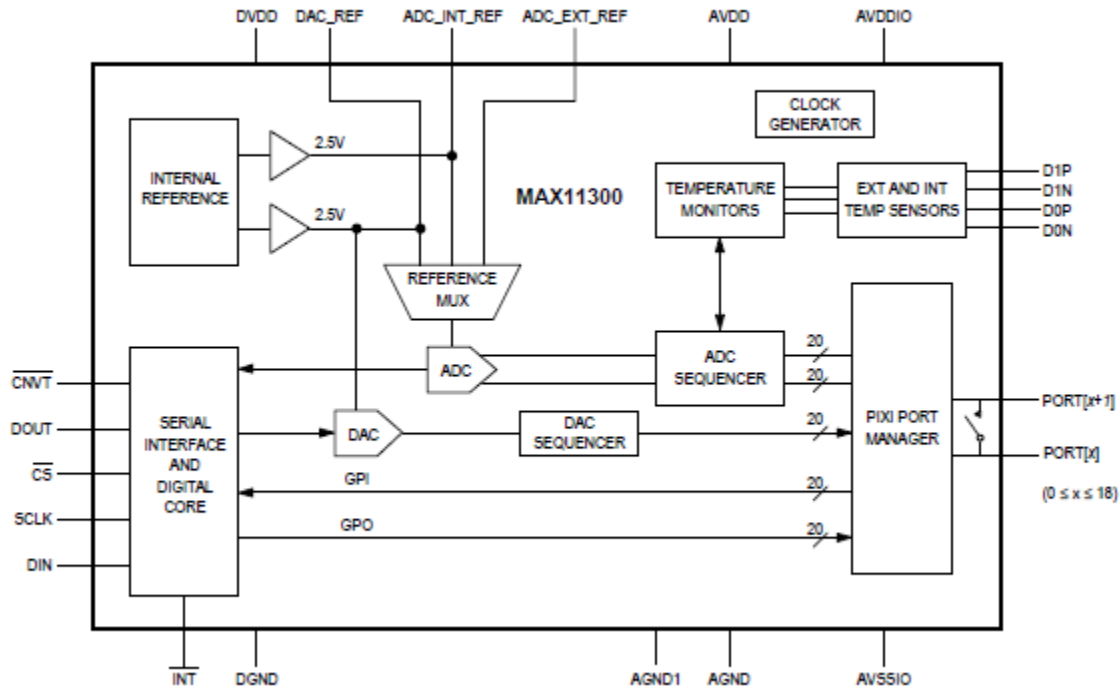 DVDD
DAC_REF
ADC_INT_REF
ADC_EXT_REF
AVDD
AVDDIO
CLOCK
GENERATOR
2.5V
INTERNAL
REFERENCE
2.5V
MAX11300
TEMPERATURE
MONITORS
EXT AND INT
TEMP SENSORS
D1P
D1N
D0P
D0N
REFERENCE
MUX
ADC
ADC
SEQUENCER
20
20
CNVT
DOUT
CS
SCLK
DIN
SERIAL
INTERFACE
AND
DIGITAL
CORE
DAC
DAC
SEQUENCER
20
GPI
20
GPO
20
PIXI PORT
MANAGER
PORT[x+1]
PORT[x]
(0 ≤ x ≤ 18)
INT
DGND
AGND1
AGND
AVSSIO